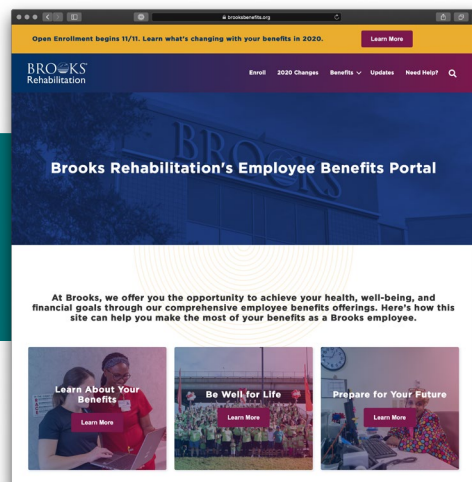 brooksbenefits.org
Open Enrollment begins 11/11. Learn what's changing with your benefits in 2020.
Learn More
BROOKS
Rehabilitation
Enroll
2020 Changes
Benefits
Updates
Need Help?
BROOKS
Brooks Rehabilitation's Employee Benefits Portal
At Brooks, we offer you the opportunity to achieve your health, well-being, and
financial goals through our comprehensive employee benefits offerings. Here's how this
site can help you make the most of your benefits as a Brooks employee.
Learn About Your
Benefits
Learn More
Be Well for Life
Learn More
Prepare for Your Future
Learn More